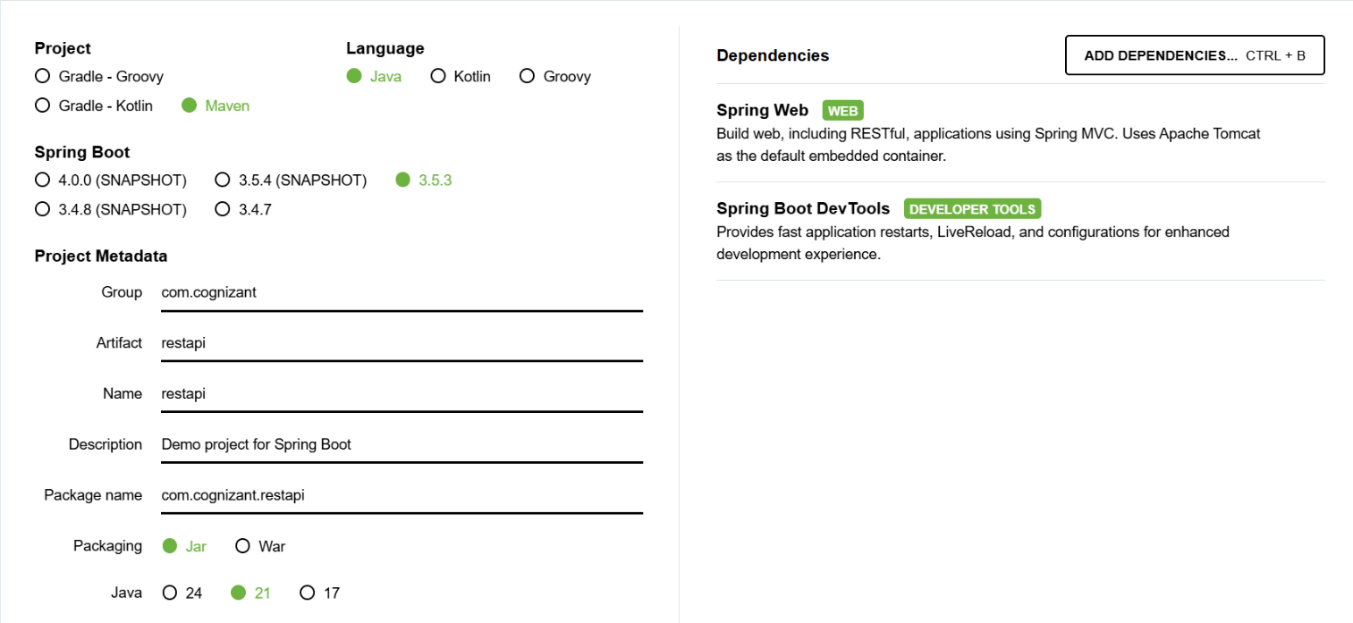 Project
Gradle - Groovy
Gradle - Kotlin Maven
Language
Java Kotlin Groovy
Spring Boot
4.0.0 (SNAPSHOT) 3.5.4 (SNAPSHOT) 3.5.3
3.4.8 (SNAPSHOT) 3.4.7
Project Metadata
Group com.cognizant
Artifact restapi
Name restapi
Description Demo project for Spring Boot
Package name com.cognizant.restapi
Packaging Jar War
Java 24 21 17
Dependencies ADD DEPENDENCIES... CTRL + B
Spring Web WEB
Build web, including RESTful, applications using Spring MVC. Uses Apache Tomcat
as the default embedded container.
Spring Boot DevTools DEVELOPER TOOLS
Provides fast application restarts, LiveReload, and configurations for enhanced
development experience.